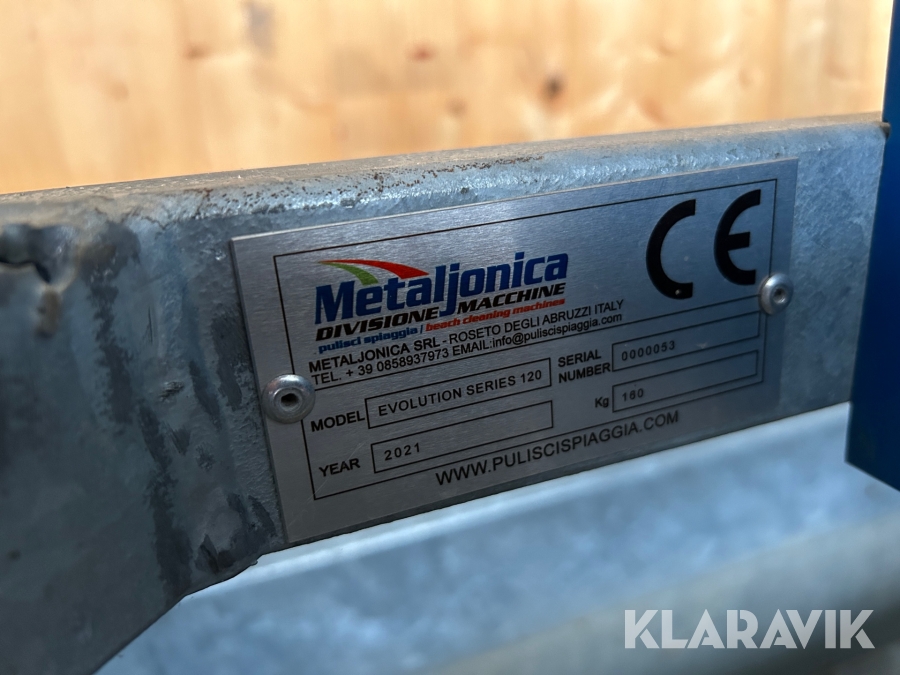 Metaljonica
DIVISIONE MACCHINE
pulisci spiaggia / beach cleaning machines
METALJONICA SRL - ROSETO DEGLI ABRUZZI ITALY
TEL. + 39 0858937973 EMAIL:info@puliscispiaggia.com
CE
MODEL EVOLUTION SERIES 120
SERIAL NUMBER 0000053
YEAR 2021
Kg 160
WWW.PULISCISPIAGGIA.COM
KLARAVIK